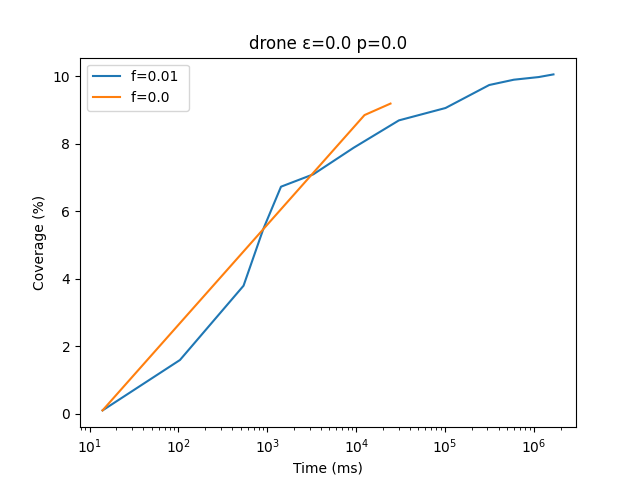 drone ε=0.0 p=0.0
f=0.01
f=0.0
10
8
6
4
2
0
Coverage (%)
10¹ 10² 10³ 10⁴ 10⁵ 10⁶
Time (ms)